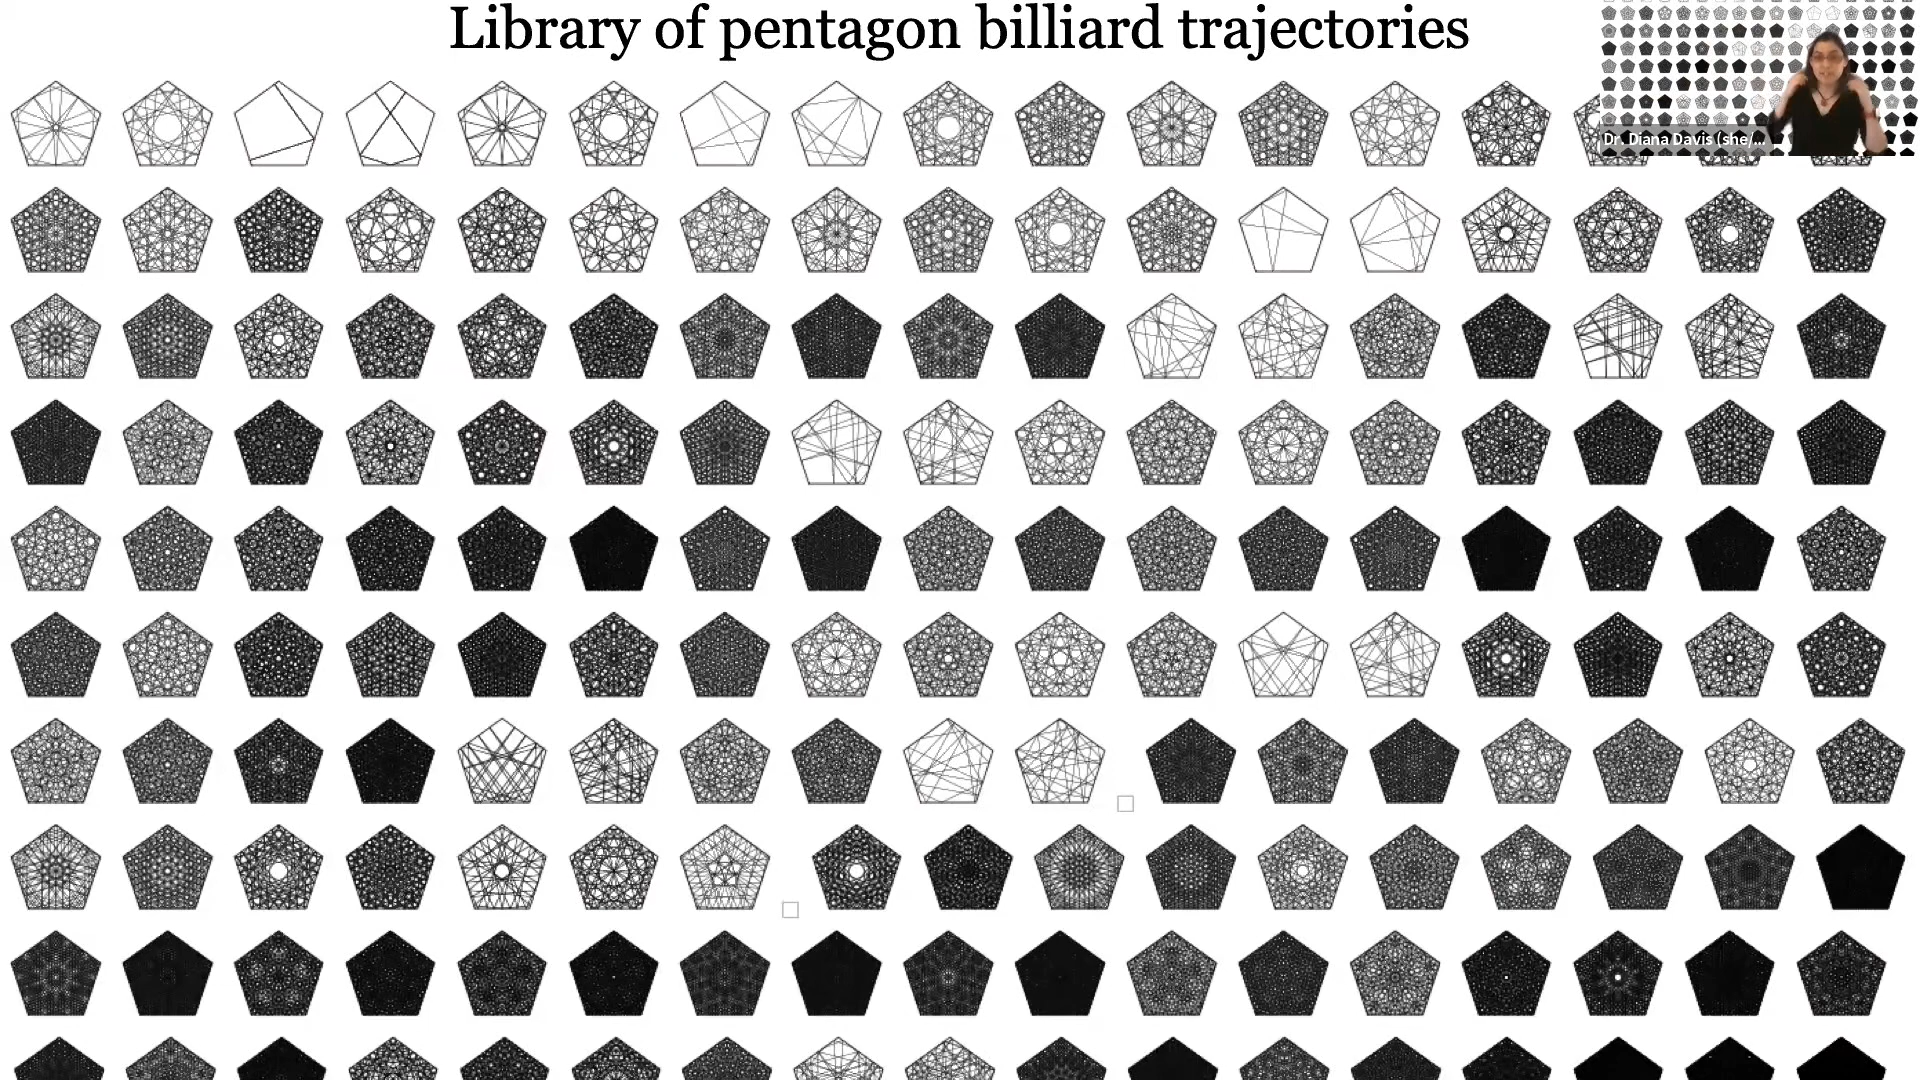 Library of pentagon billiard trajectories
Dr. Diana Davis (she/...